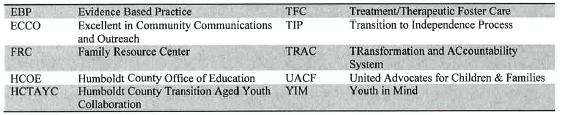 EBP Evidence Based Practice TFC Treatment/Therapeutic Foster Care
ECCO Excellent in Community Communications TIP Transition to Independence Process
and Outreach
FRC Family Resource Center TRAC TRansformation and ACcountability
System
HCOE Humboldt County Office of Education UACF United Advocates for Children & Families
HCTAYC Humboldt County Transition Aged Youth YIM Youth in Mind
Collaboration